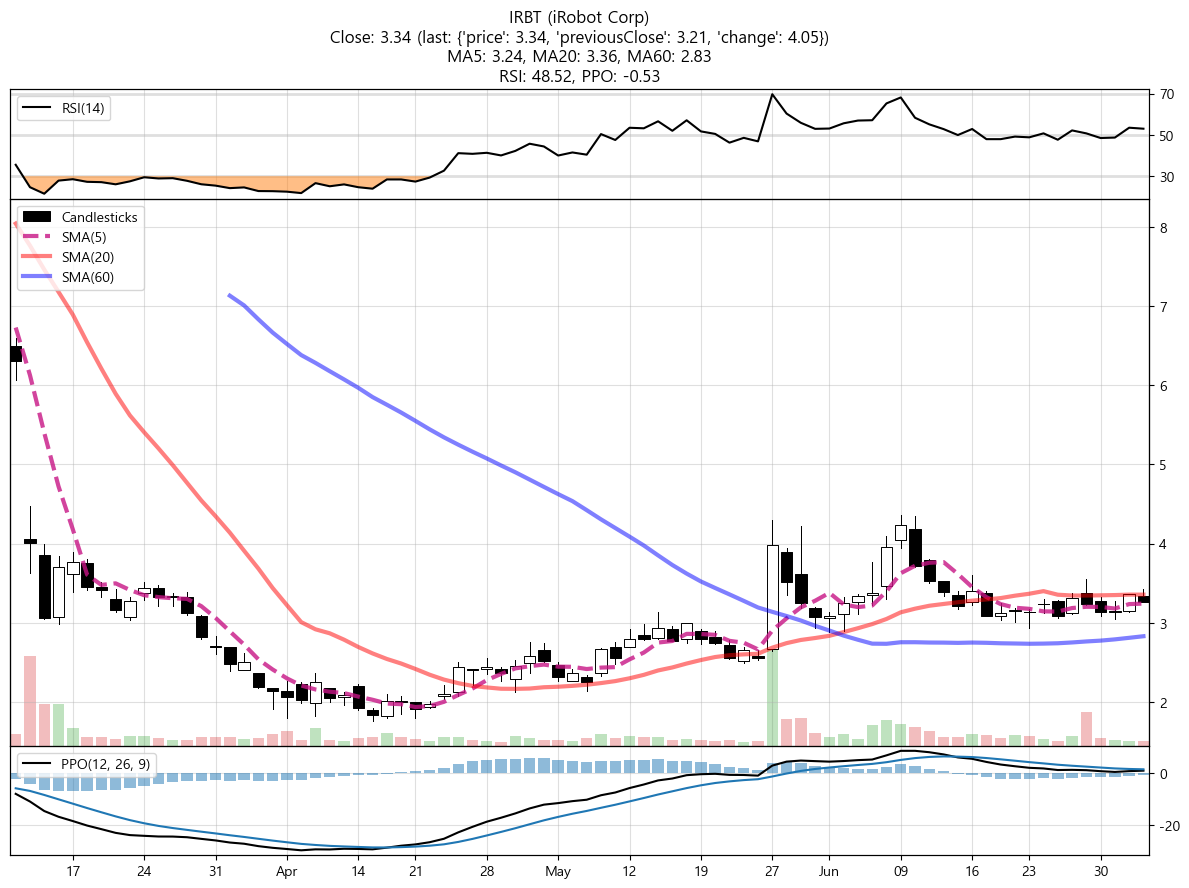 IRBT (iRobot Corp)
Close: 3.34 (last: {'price': 3.34, 'previousClose': 3.21, 'change': 4.05})
MA5: 3.24, MA20: 3.36, MA60: 2.83
RSI: 48.52, PPO: -0.53
RSI(14)
70
50
30
Candlesticks
SMA(5)
SMA(20)
SMA(60)
8
7
6
5
4
3
2
PPO(12, 26, 9)
0
-20
17 24 31 Apr 14 21 28 May 12 19 27 Jun 09 16 23 30